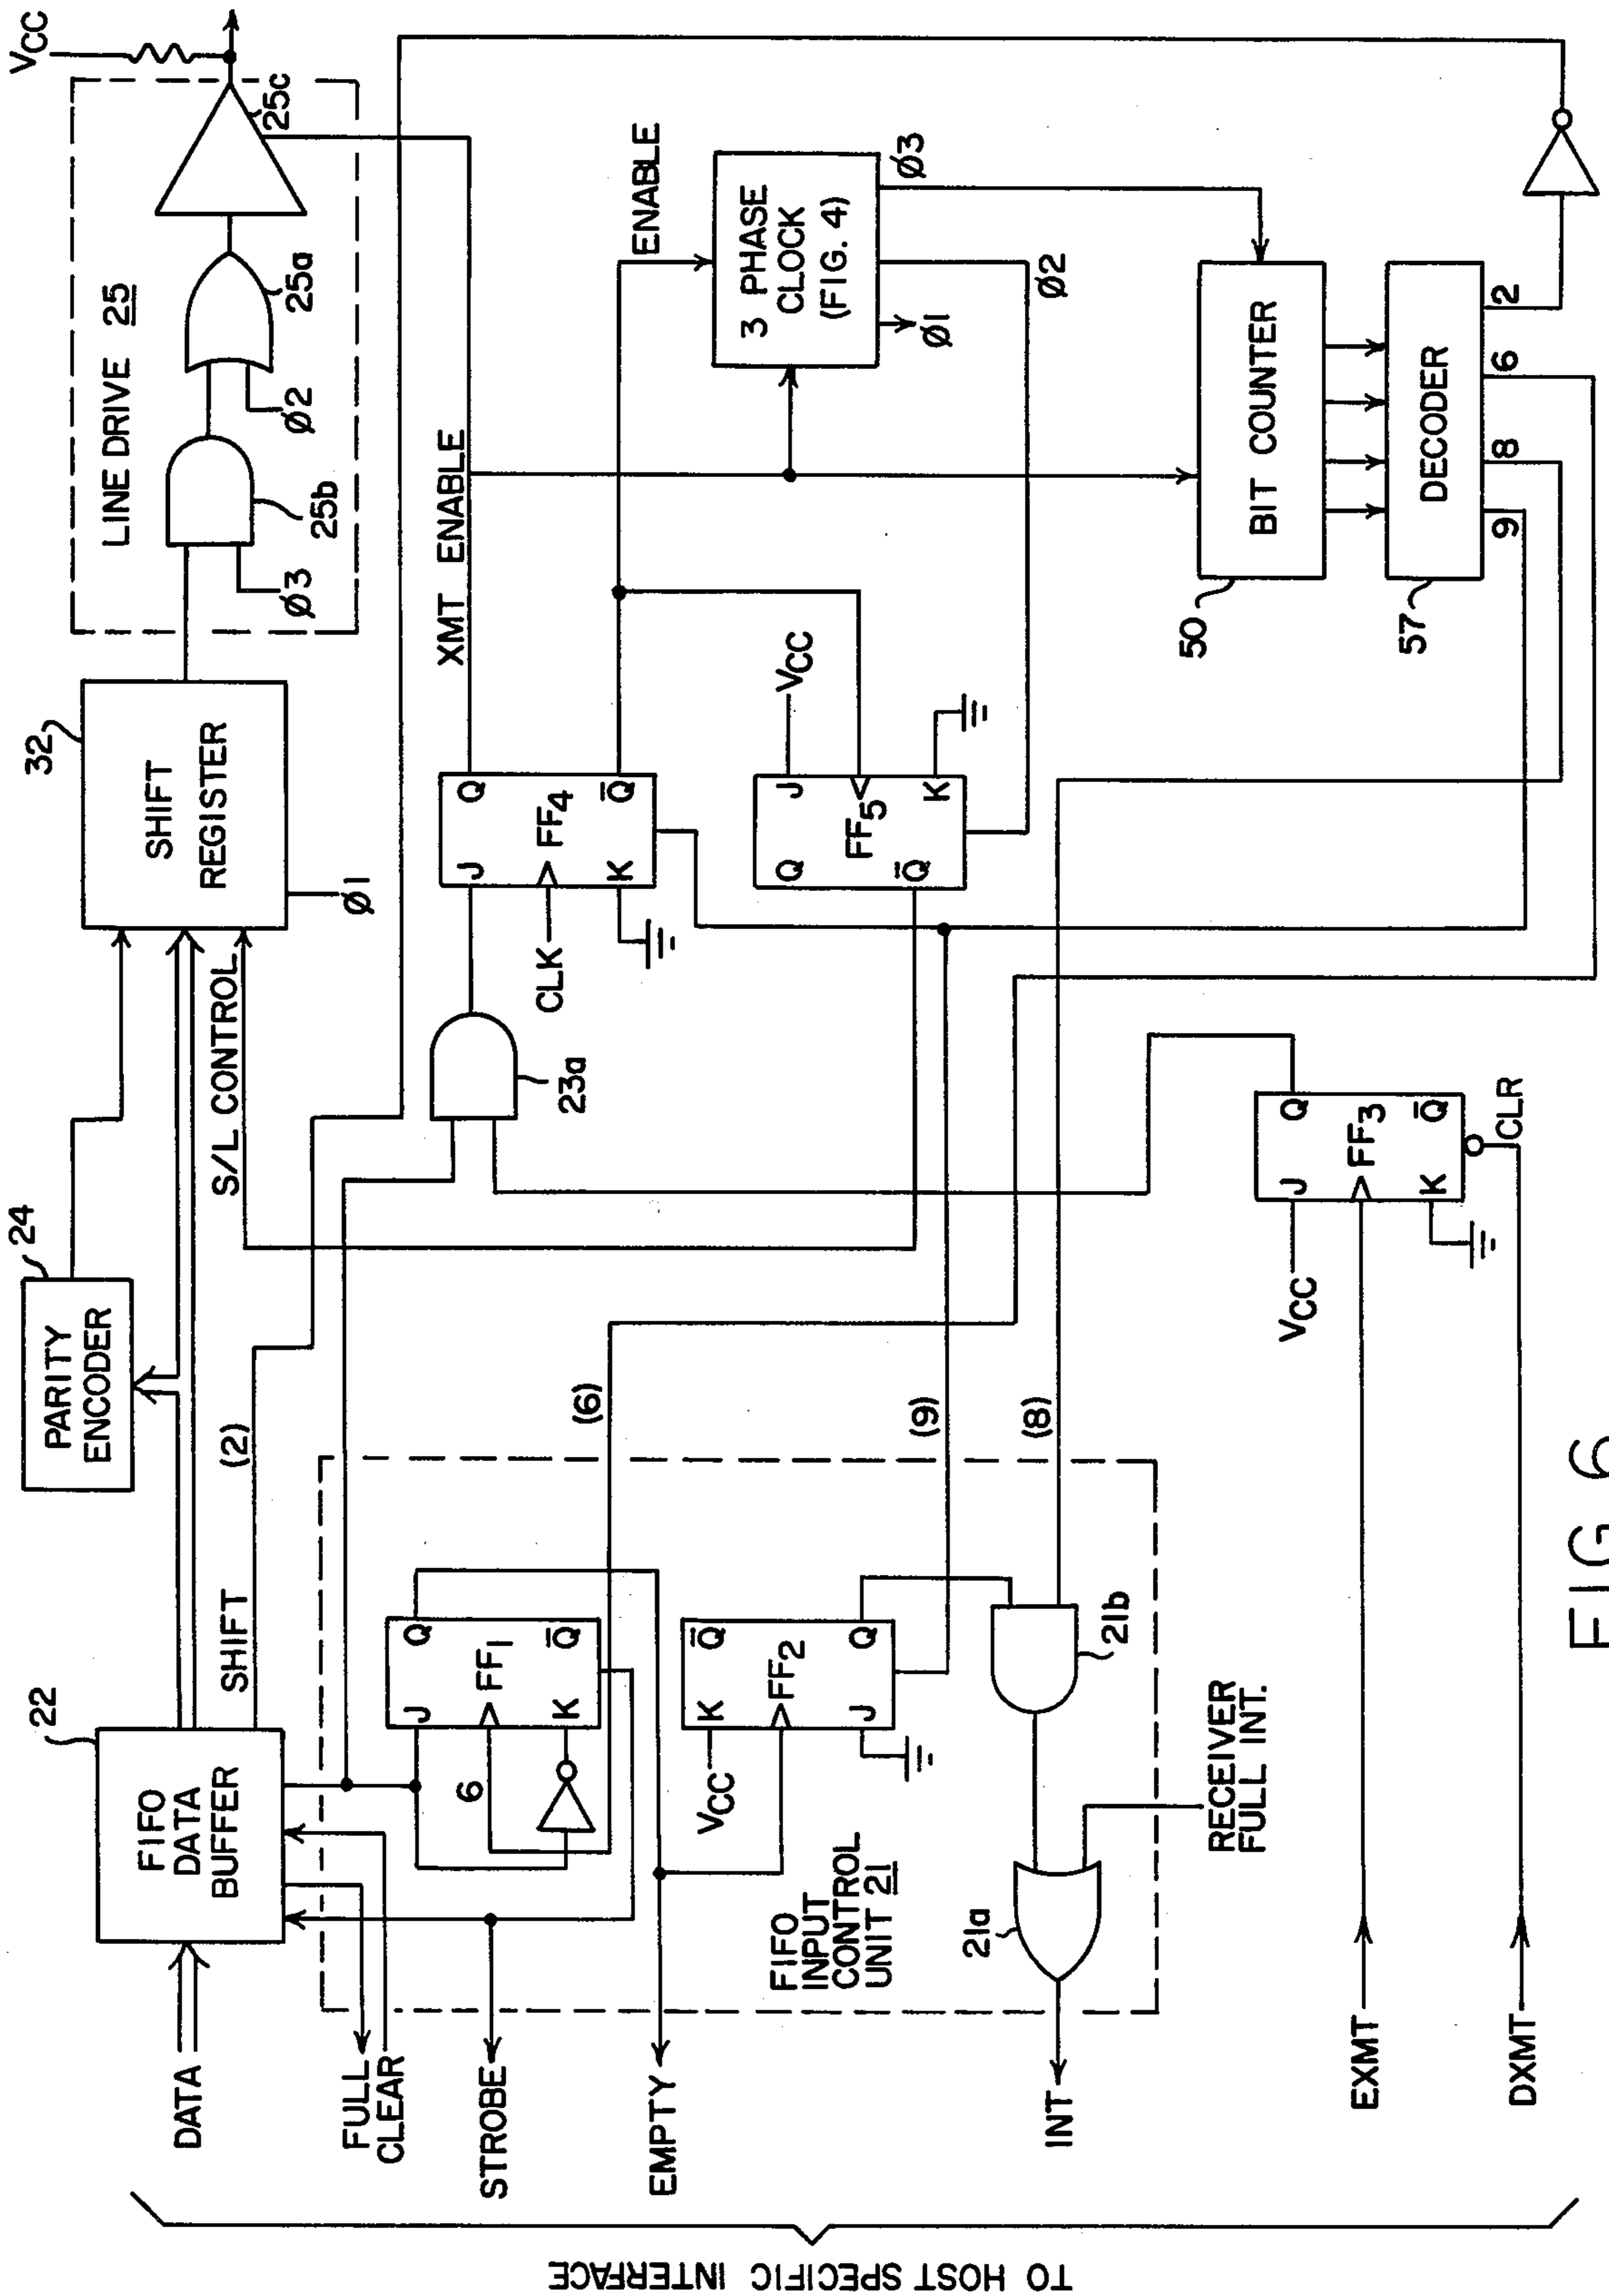 VCC
LINE DRIVE 25
25c
25a
25b
Ø2
Ø3
32
SHIFT
REGISTER
Ø1
24
PARITY
ENCODER
S/L CONTROL
22
FIFO
DATA
BUFFER
SHIFT
(2)
DATA
FULL
CLEAR
STROBE
EMPTY
INT
EXMT
DXMT
TO HOST SPECIFIC INTERFACE
J
Q
FF1
K
Q̅
6
(6)
Q̅
K
FF2
Q
J
VCC
(9)
(8)
FIFO
INPUT
CONTROL
UNIT 21
21a
21b
RECEIVER
FULL INT.
23a
XMT ENABLE
J
Q
FF4
CLK
K
Q̅
Q
J
VCC
FF5
Q̅
K
VCC
J
Q
FF3
K
Q̅
CLR
ENABLE
3 PHASE
CLOCK
(FIG. 4)
Ø1
Ø2
Ø3
BIT COUNTER
50
DECODER
57
9
8
6
2
FIG. 6